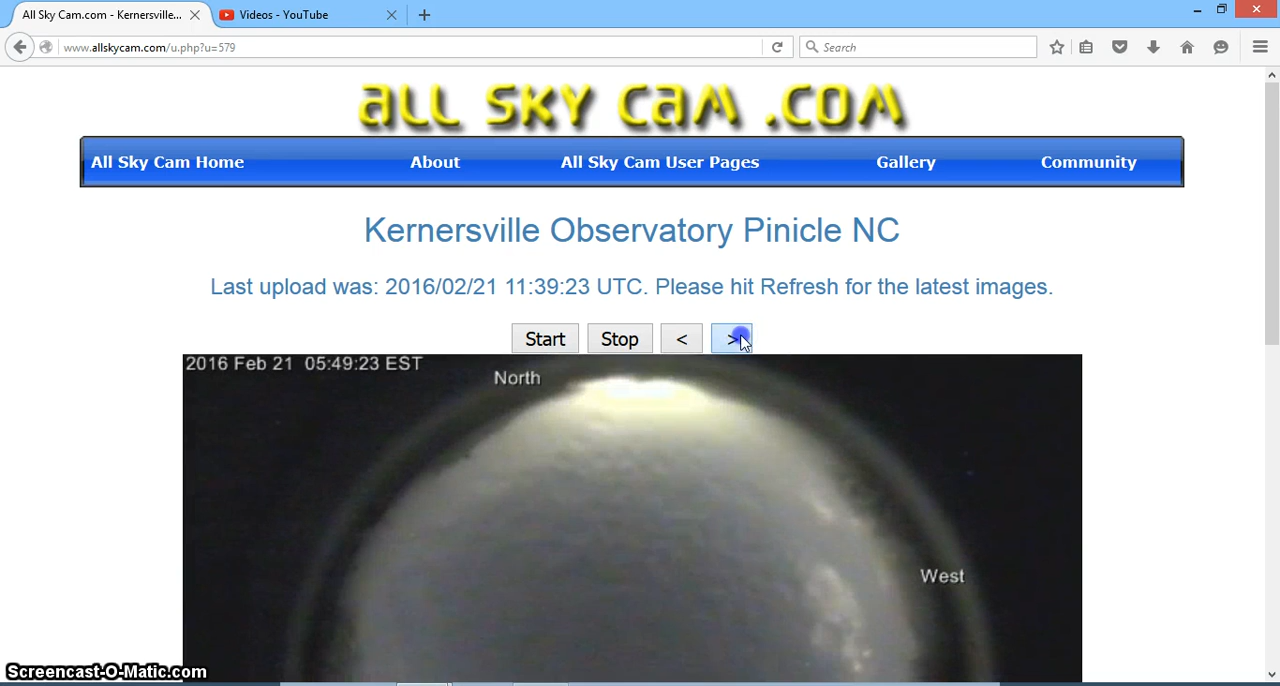 All Sky Cam.com - Kernersville...
Videos - YouTube
www.allskycam.com/u.php?u=579
Search
ALL SKY CAM .COM
All Sky Cam Home
About
All Sky Cam User Pages
Gallery
Community
Kernersville Observatory Pinicle NC
Last upload was: 2016/02/21 11:39:23 UTC. Please hit Refresh for the latest images.
Start
Stop
<
>
2016 Feb 21 05:49:23 EST
North
West
Screencast-O-Matic.com